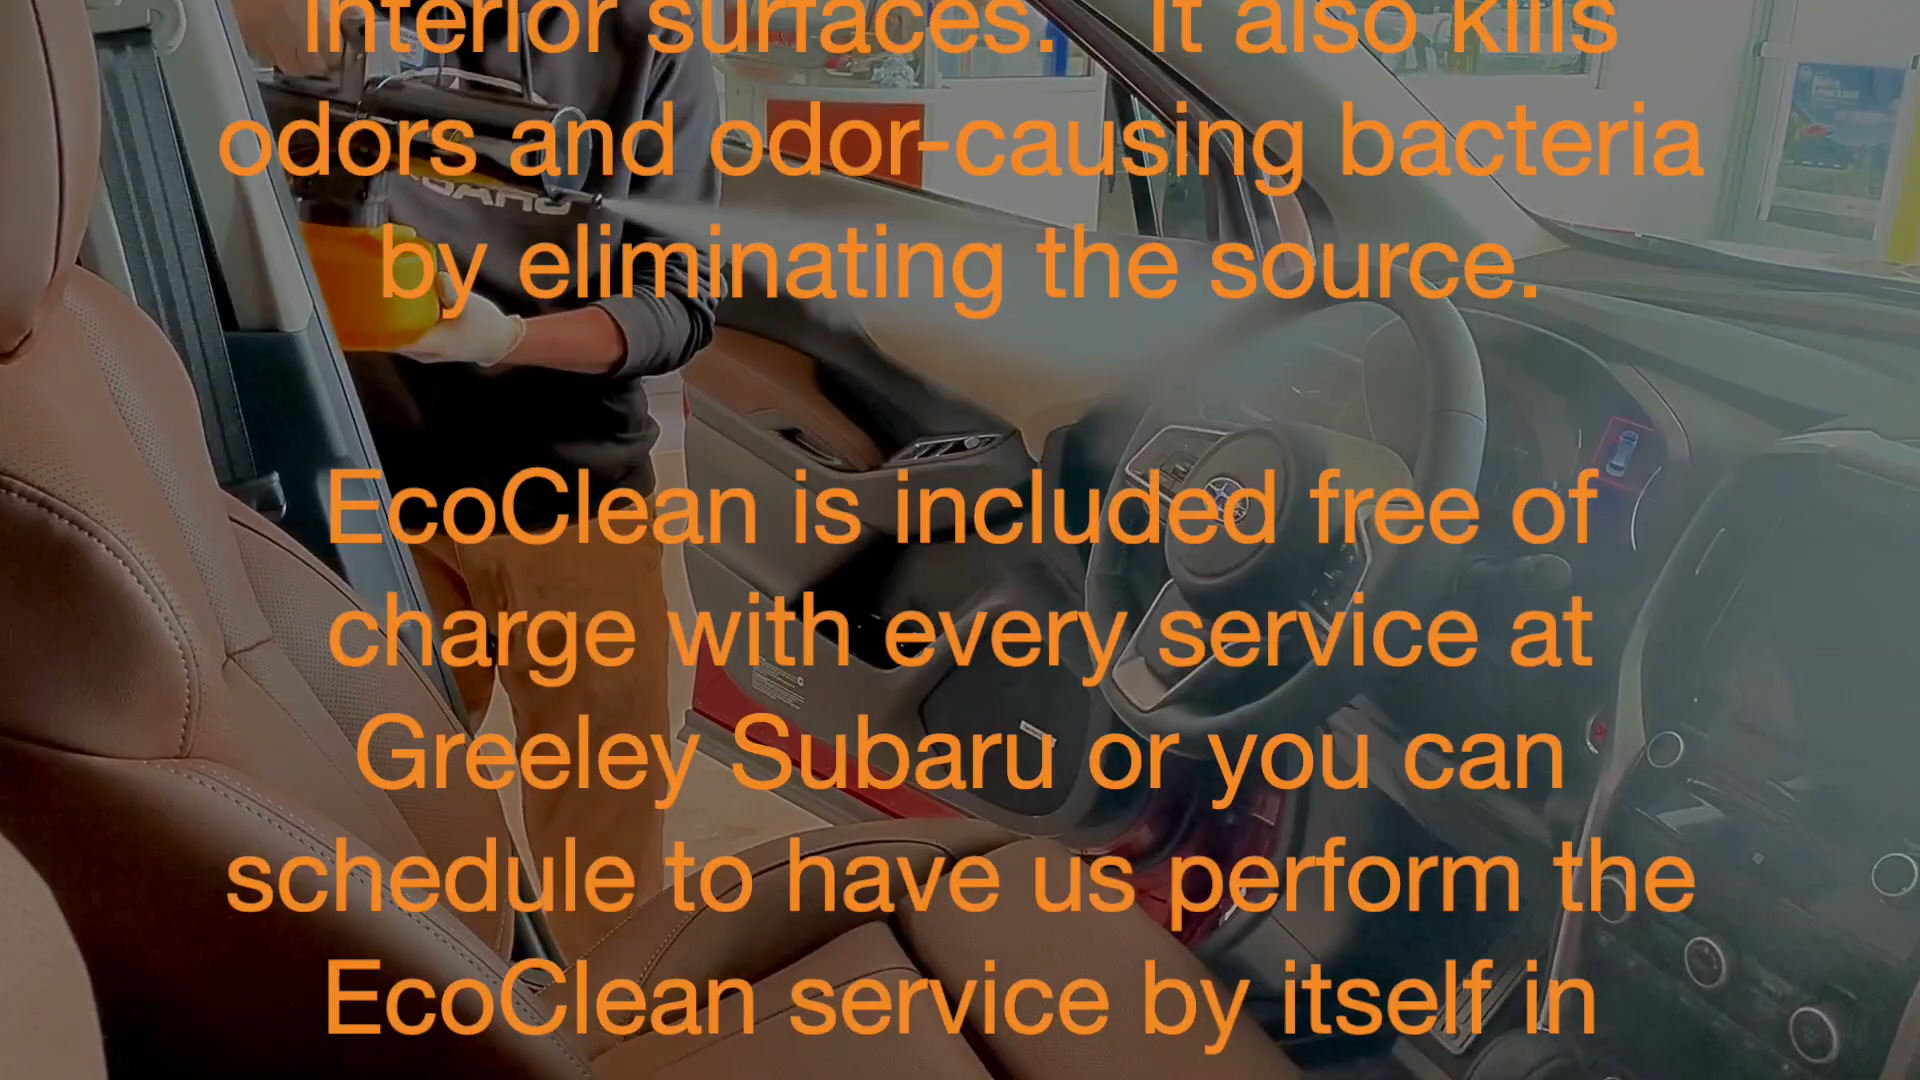 interior surfaces. It also kills
odors and odor-causing bacteria
by eliminating the source.
EcoClean is included free of
charge with every service at
Greeley Subaru or you can
schedule to have us perform the
EcoClean service by itself in